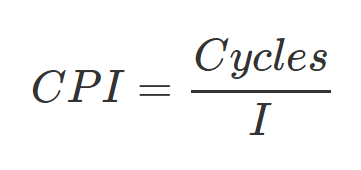 CPI = Cycles / I